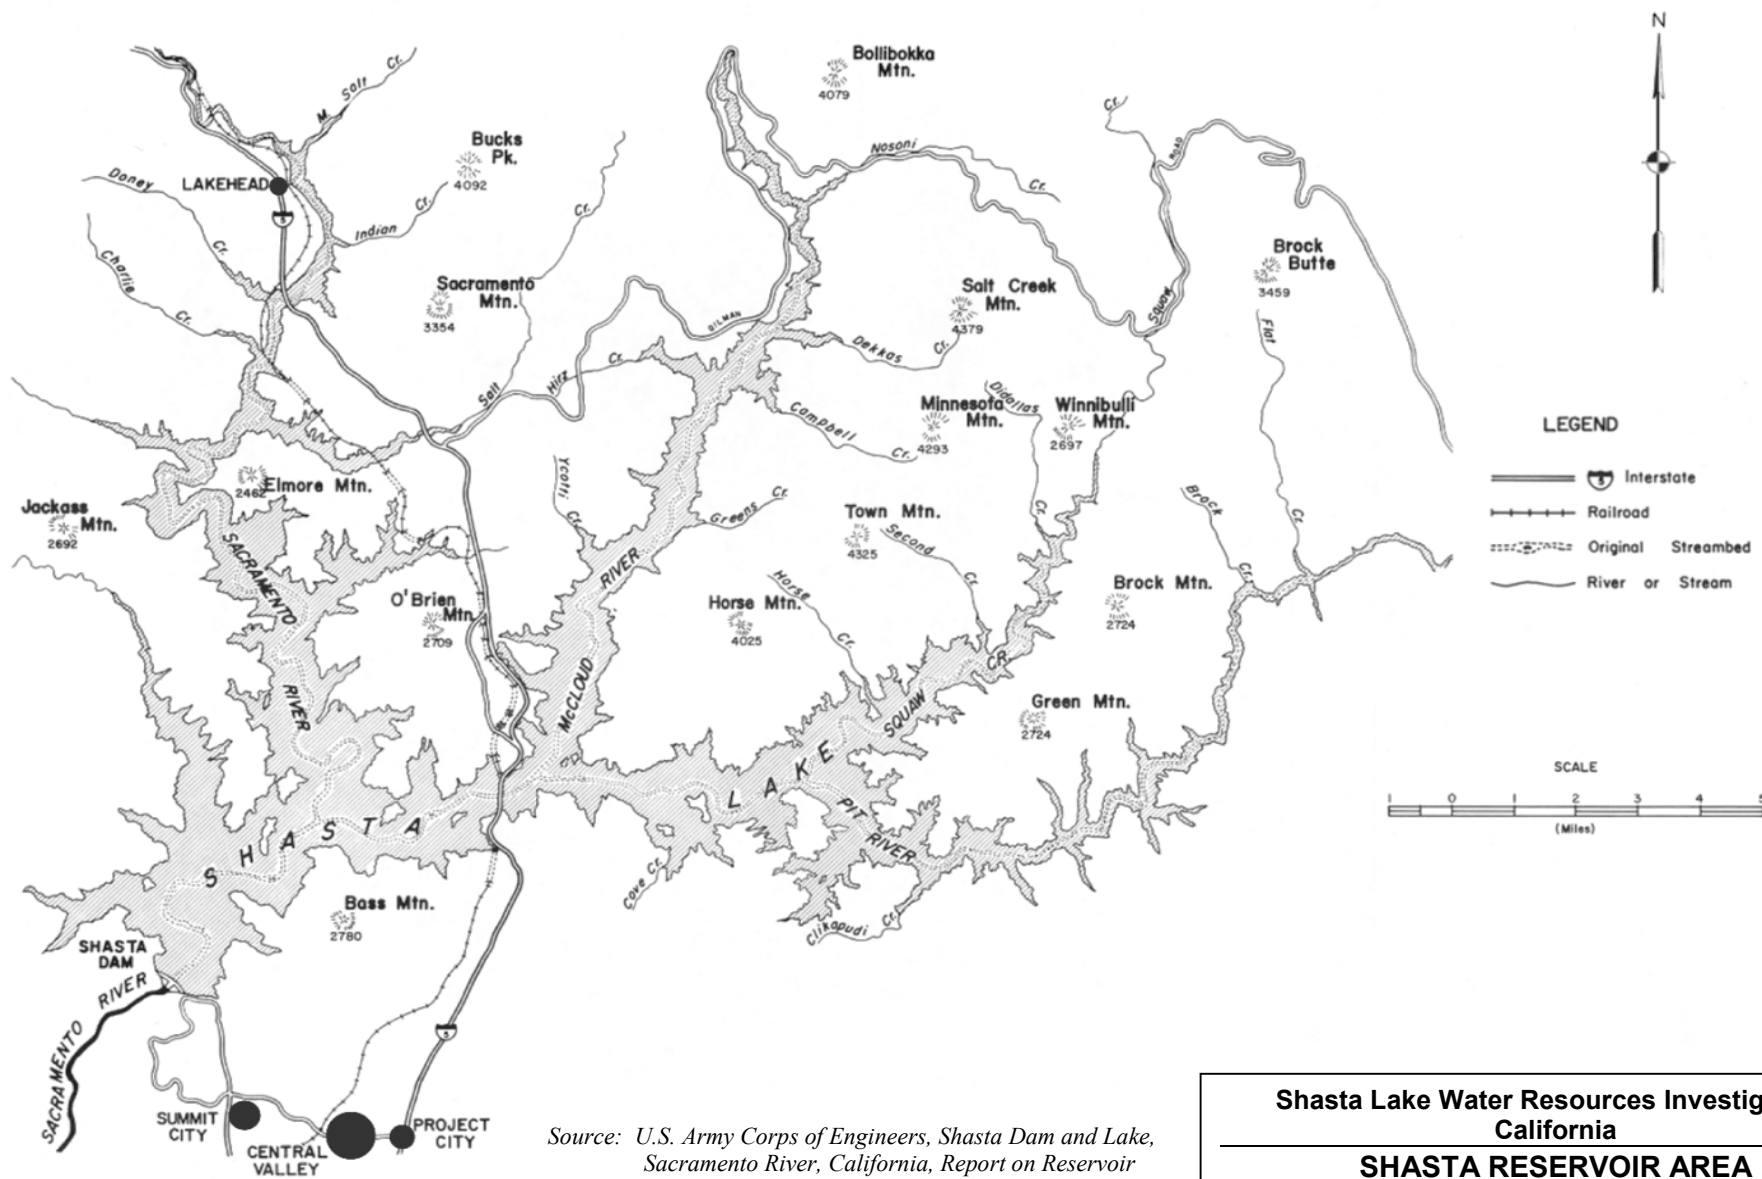 N
Bollibokka
Mtn.
4079
M. Salt Cr.
Bucks
Pk.
4092
LAKEHEAD
5
Doney
Cr.
Indian Cr.
Charlie
Cr.
Sacramento
Mtn.
3354
Cr.
Salt
Nosoni
Cr.
Cr.
ROAD
SQUAW
Brock
Butte
3459
Salt Creek
Mtn.
4379
GILMAN
Hirz Cr.
Dekkas
Cr.
Campbell
Cr.
Didallas
Cr.
Minnesota
Mtn.
4293
Winnibulli
Mtn.
2697
Flat
Cr.
LEGEND
5 Interstate
Railroad
Original Streambed
River or Stream
Elmore Mtn.
2462
Jackass
Mtn.
2692
Ycotti
Cr.
Greens Cr.
Town Mtn.
4325
Second
Cr.
Brock
Cr.
Brock Mtn.
2724
SACRAMENTO
RIVER
O'Brien
Mtn.
2709
McCLOUD
RIVER
Horse Mtn.
4025
Horse
Cr.
SQUAW
CR.
Green Mtn.
2724
SHASTA
LAKE
PIT
RIVER
SCALE
1 0 1 2 3 4 5
(Miles)
Cove Cr.
Clikapudi Cr.
Bass Mtn.
2780
SHASTA
DAM
SACRAMENTO
RIVER
5
SUMMIT
CITY
CENTRAL
VALLEY
PROJECT
CITY
Source: U.S. Army Corps of Engineers, Shasta Dam and Lake,
Sacramento River, California, Report on Reservoir
Shasta Lake Water Resources Investig
California
SHASTA RESERVOIR AREA